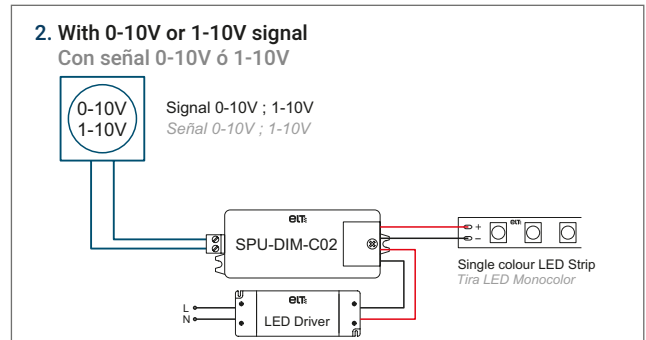 2. With 0-10V or 1-10V signal
Con señal 0-10V ó 1-10V
0-10V
1-10V
Signal 0-10V ; 1-10V
Señal 0-10V ; 1-10V
ELT
SPU-DIM-C02
+
-
ELT
Single colour LED Strip
Tira LED Monocolor
L
N
ELT
LED Driver